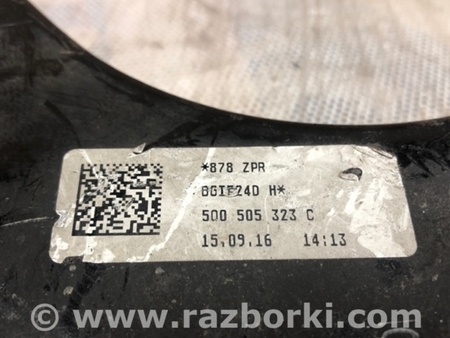 *878 ZPR
BGIF24D H*
5Q0 505 323 C
15.09.16 14:13
© www.razborki.com